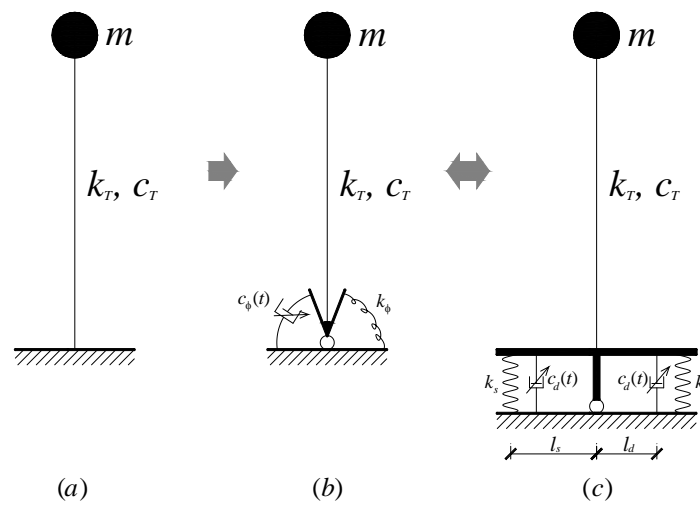 m
m
m
k_T, c_T
k_T, c_T
k_T, c_T
c_ϕ(t)
k_ϕ
k_s
c_d(t)
c_d(t)
k
l_s
l_d
(a)
(b)
(c)